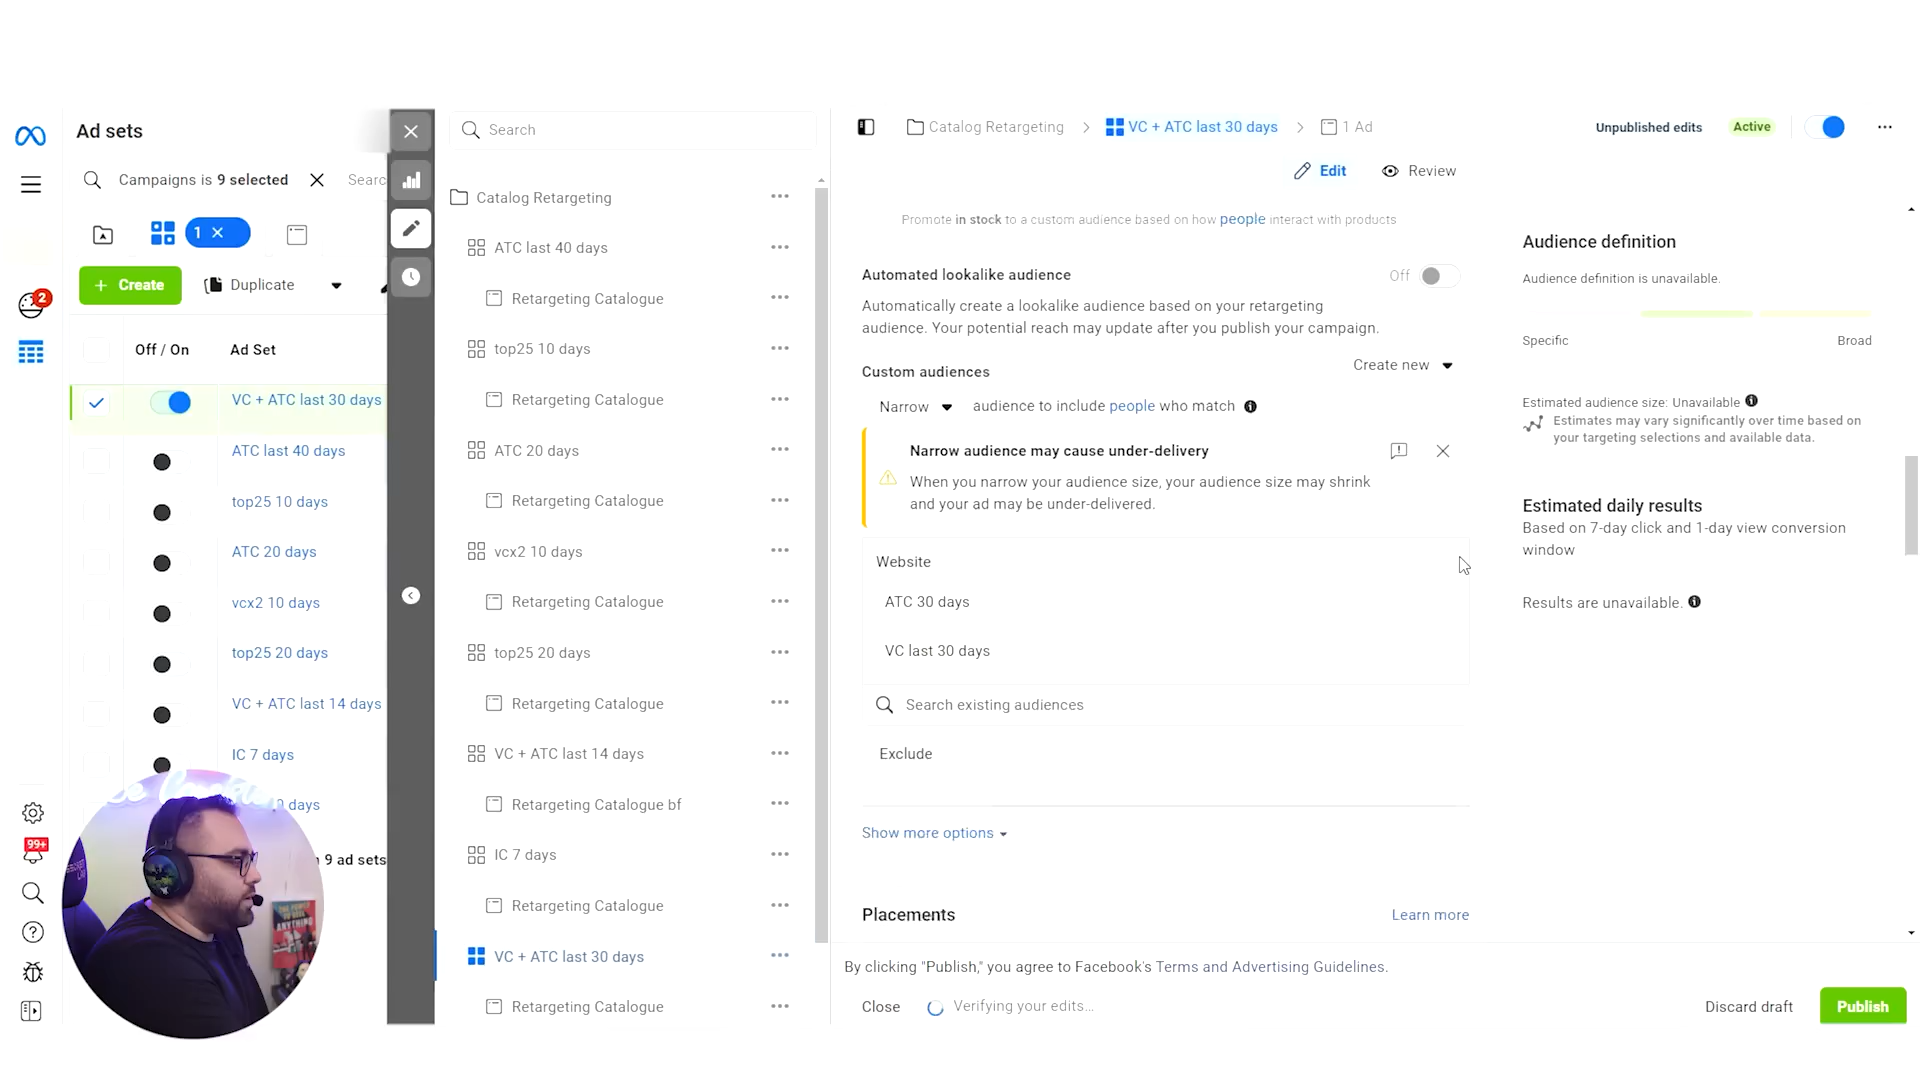 Ad sets
Campaigns is 9 selected
Searc
1
Create
Duplicate
Off / On
Ad Set
VC + ATC last 30 days
ATC last 40 days
top25 10 days
ATC 20 days
vcx2 10 days
top25 20 days
VC + ATC last 14 days
IC 7 days
days
9 ad sets
2
99+
THE POWER
TO SELL
ANYTHING
Search
Catalog Retargeting
ATC last 40 days
Retargeting Catalogue
top25 10 days
Retargeting Catalogue
ATC 20 days
Retargeting Catalogue
vcx2 10 days
Retargeting Catalogue
top25 20 days
Retargeting Catalogue
VC + ATC last 14 days
Retargeting Catalogue bf
IC 7 days
Retargeting Catalogue
VC + ATC last 30 days
Retargeting Catalogue
Catalog Retargeting
VC + ATC last 30 days
1 Ad
Unpublished edits
Active
Edit
Review
Promote in stock to a custom audience based on how people interact with products
Automated lookalike audience
Off
Automatically create a lookalike audience based on your retargeting
audience. Your potential reach may update after you publish your campaign.
Custom audiences
Create new
Narrow
audience to include people who match
Narrow audience may cause under-delivery
When you narrow your audience size, your audience size may shrink
and your ad may be under-delivered.
Website
ATC 30 days
VC last 30 days
Search existing audiences
Exclude
Show more options
Placements
Learn more
By clicking "Publish," you agree to Facebook's Terms and Advertising Guidelines.
Close
Verifying your edits…
Discard draft
Publish
Audience definition
Audience definition is unavailable.
Specific
Broad
Estimated audience size: Unavailable
Estimates may vary significantly over time based on
your targeting selections and available data.
Estimated daily results
Based on 7-day click and 1-day view conversion
window
Results are unavailable.